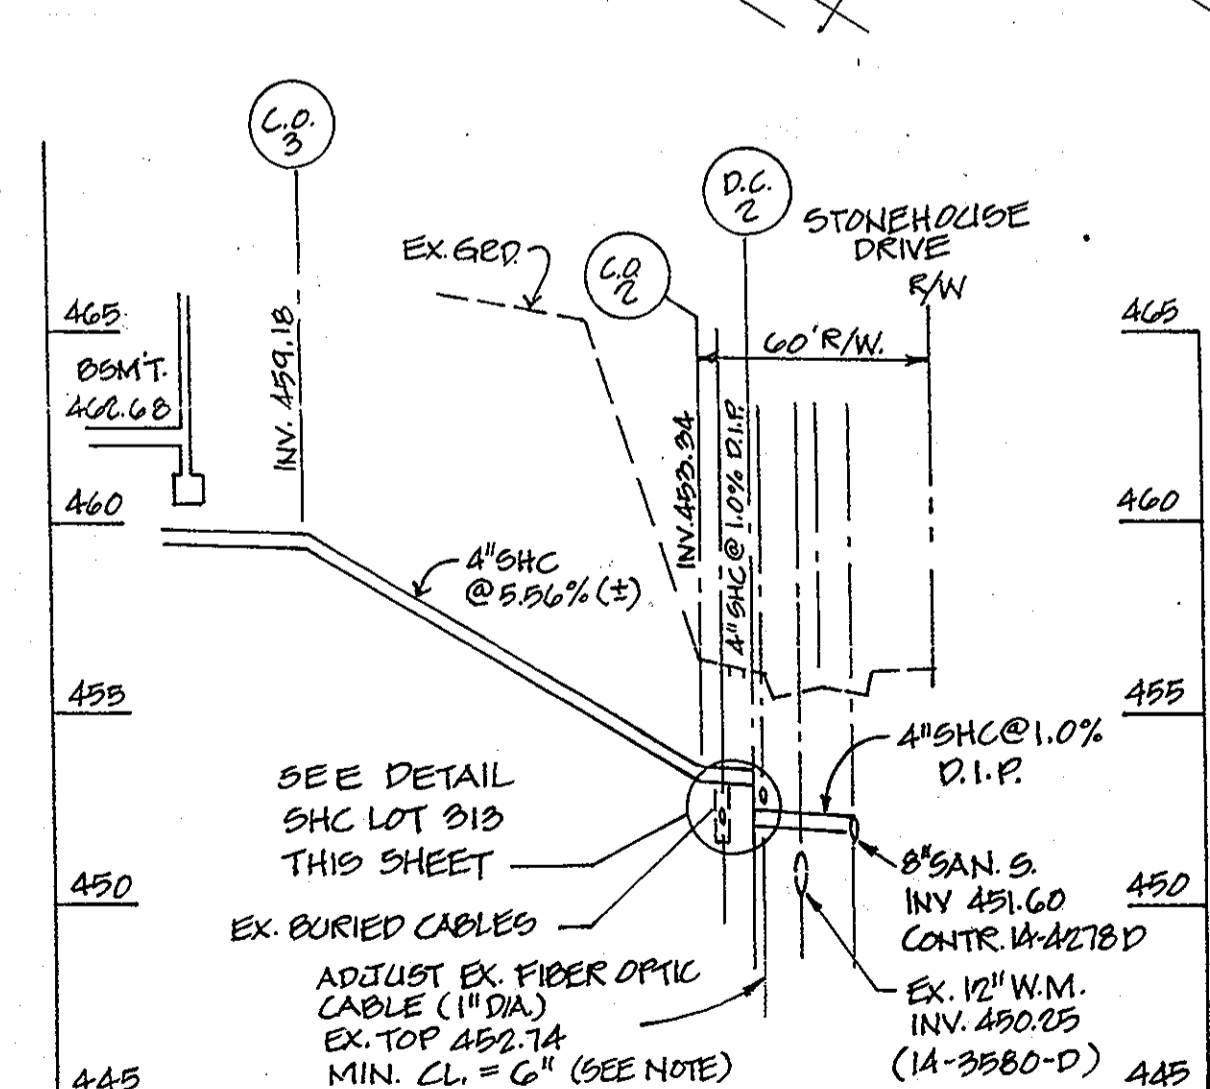 C.O.
3
D.C.
2
STONEHOUSE
DRIVE
R/W
EX. GRD.
C.O.
2
465
465
60' R/W.
BSM'T.
462.68
INV. 459.18
INV. 453.34
4" SHC @ 1.0% D.I.P.
460
460
4" SHC
@ 5.56% (±)
455
455
4" SHC @ 1.0%
D.I.P.
SEE DETAIL
SHC LOT 313
THIS SHEET
8" SAN. S.
INV 451.60
CONTR. 14-4278 D
450
450
EX. BURIED CABLES
ADJUST EX. FIBER OPTIC
CABLE (1" DIA.)
EX. TOP 452.74
MIN. CL. = 6" (SEE NOTE)
EX. 12" W.M.
INV. 450.25
(14-3580-D)
445
445